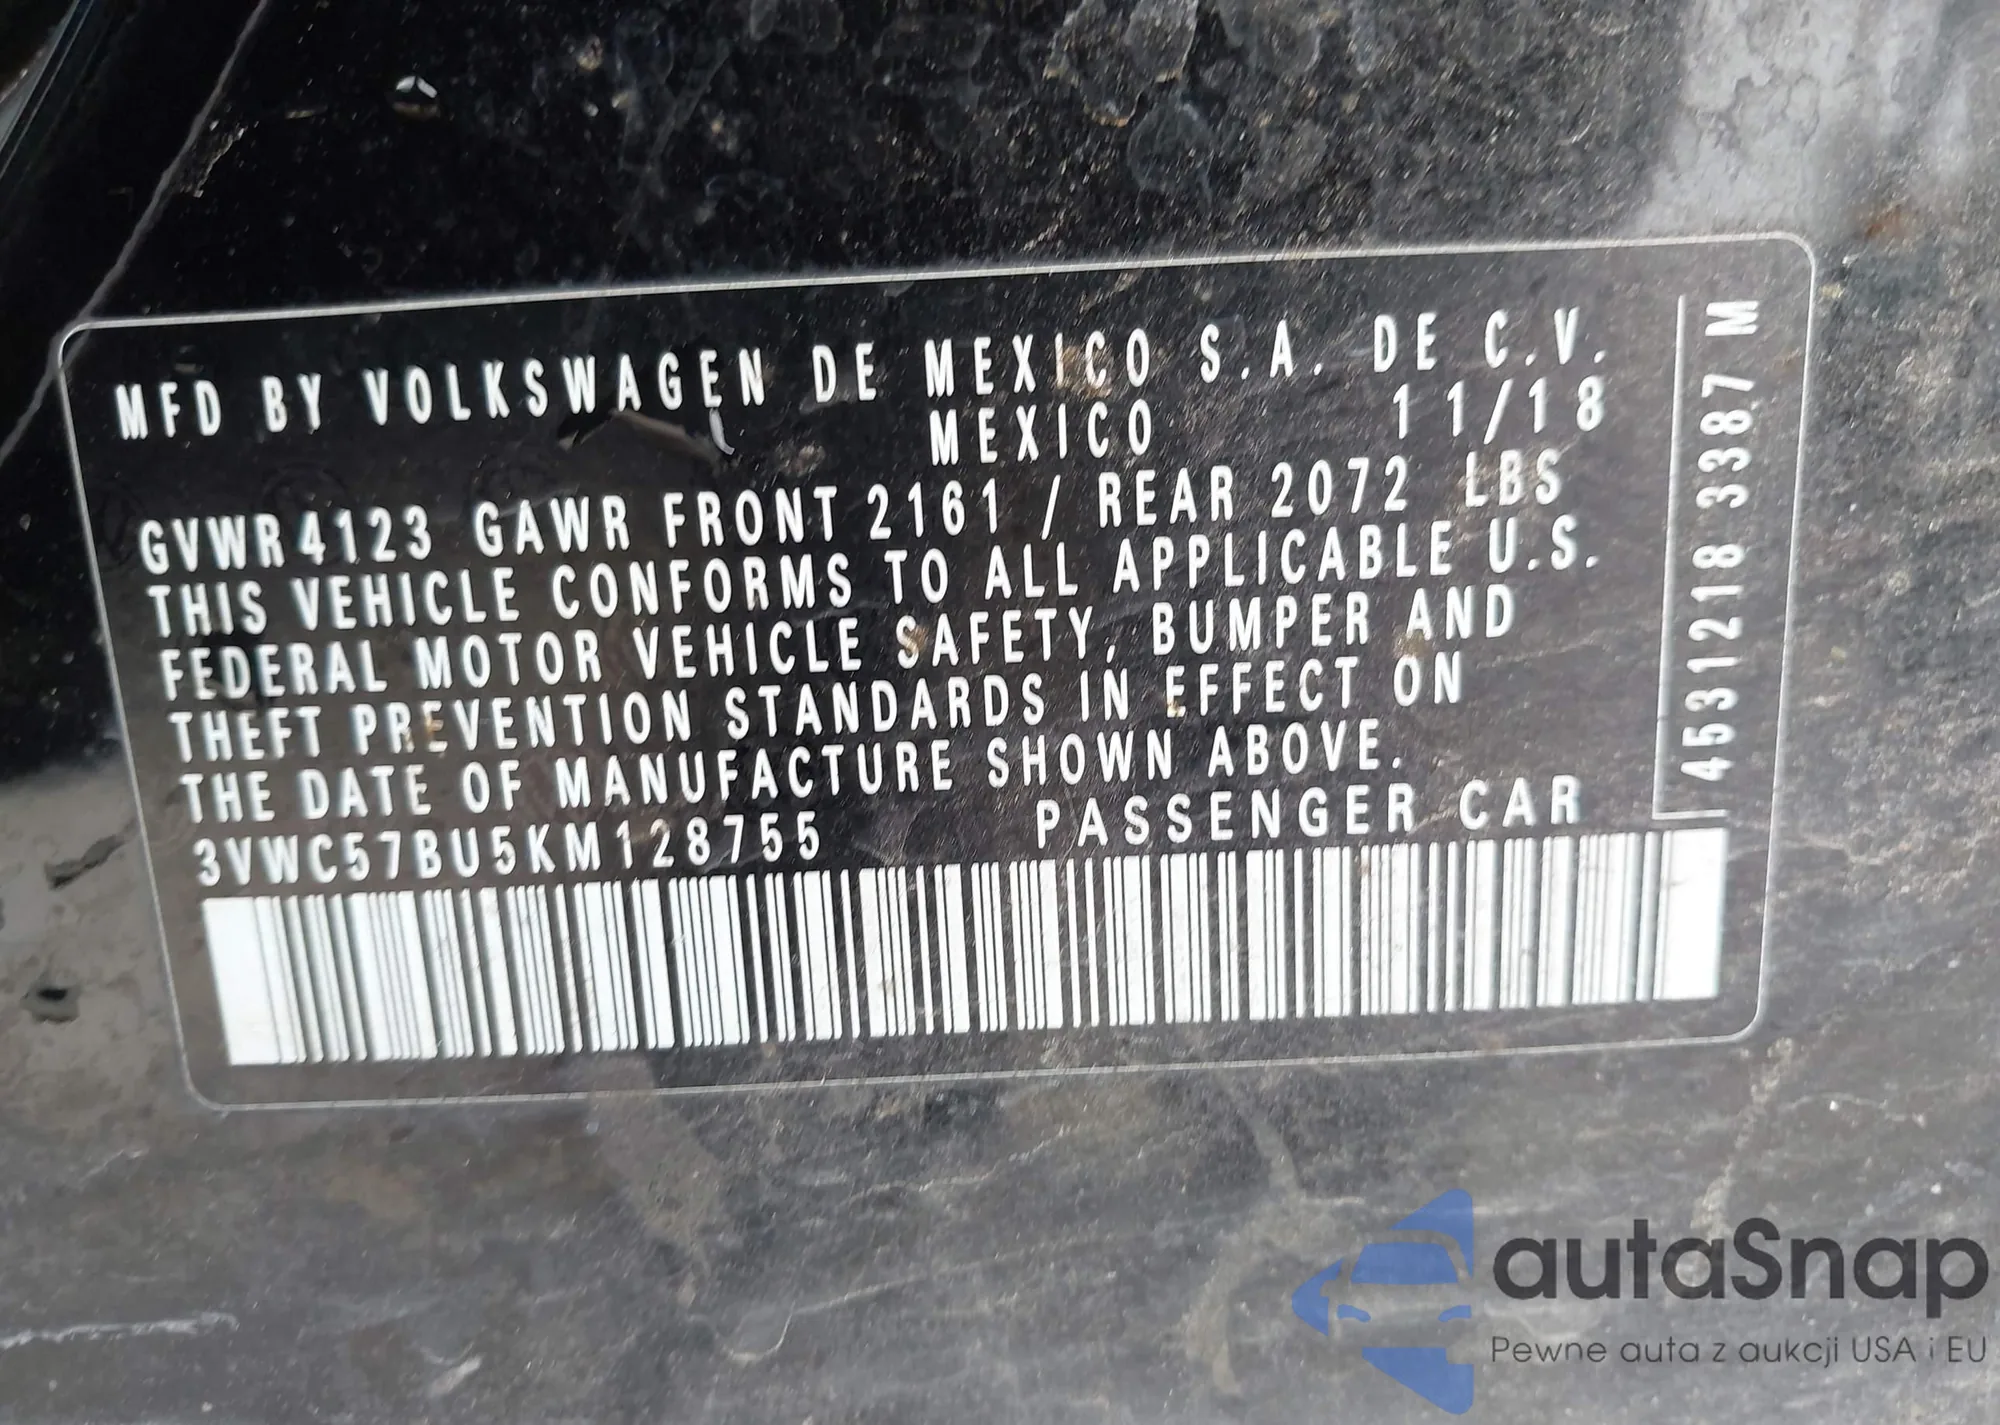 MFD BY VOLKSWAGEN DE MEXICO S.A. DE C.V.
MEXICO 11/18
GVWR 4123 GAWR FRONT 2161 / REAR 2072 LBS
THIS VEHICLE CONFORMS TO ALL APPLICABLE U.S.
FEDERAL MOTOR VEHICLE SAFETY, BUMPER AND
THEFT PREVENTION STANDARDS IN EFFECT ON
THE DATE OF MANUFACTURE SHOWN ABOVE.
3VWC57BU5KM128755 PASSENGER CAR
4531218 3387 M
autaSnap
Pewne auta z aukcji USA i EU